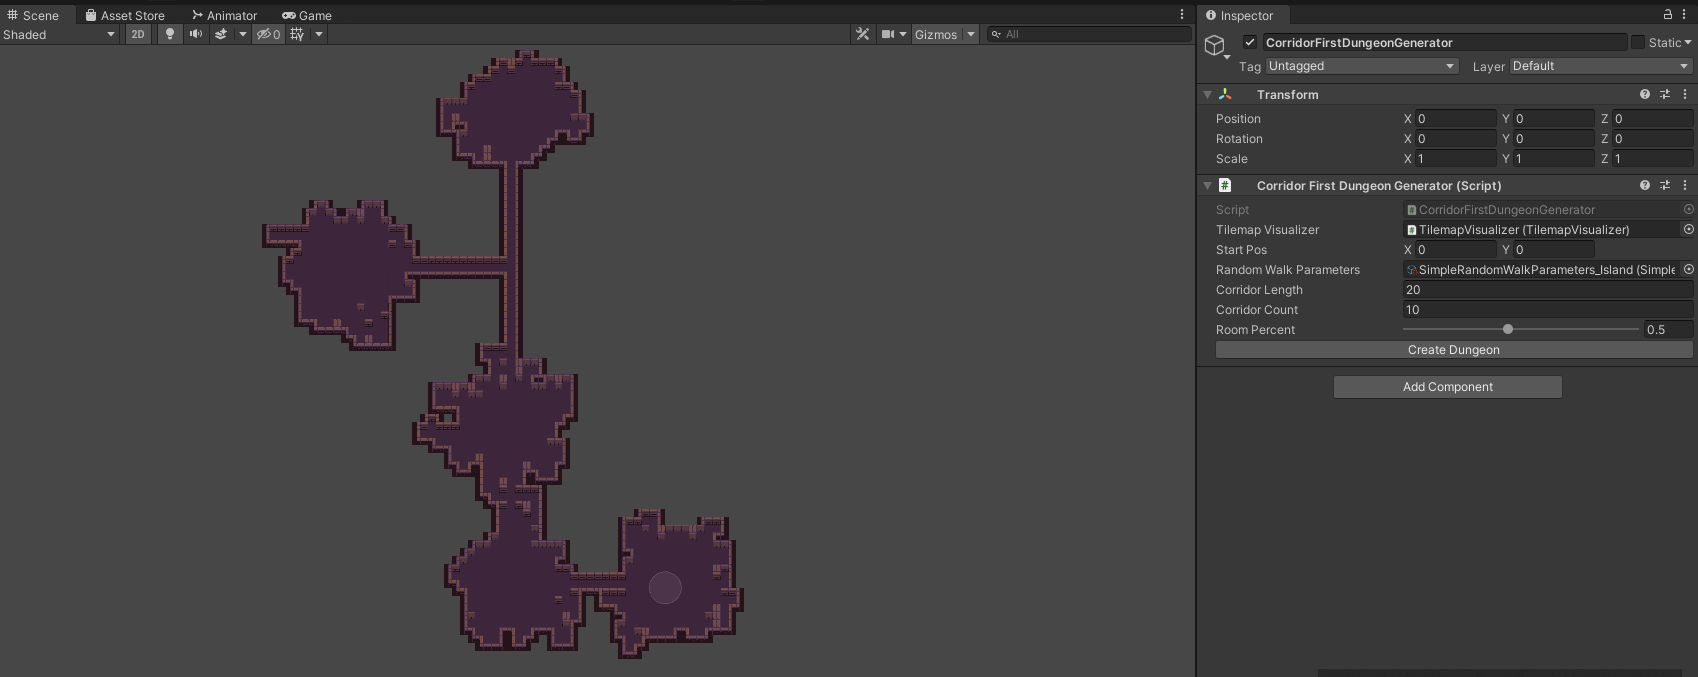 Scene Asset Store Animator Game
Shaded 2D 0 Gizmos All
Inspector
CorridorFirstDungeonGenerator Static
Tag Untagged Layer Default
Transform
Position X 0 Y 0 Z 0
Rotation X 0 Y 0 Z 0
Scale X 1 Y 1 Z 1
# Corridor First Dungeon Generator (Script)
Script # CorridorFirstDungeonGenerator
Tilemap Visualizer # TilemapVisualizer (TilemapVisualizer)
Start Pos X 0 Y 0
Random Walk Parameters SimpleRandomWalkParameters_Island (Simple
Corridor Length 20
Corridor Count 10
Room Percent 0.5
Create Dungeon
Add Component